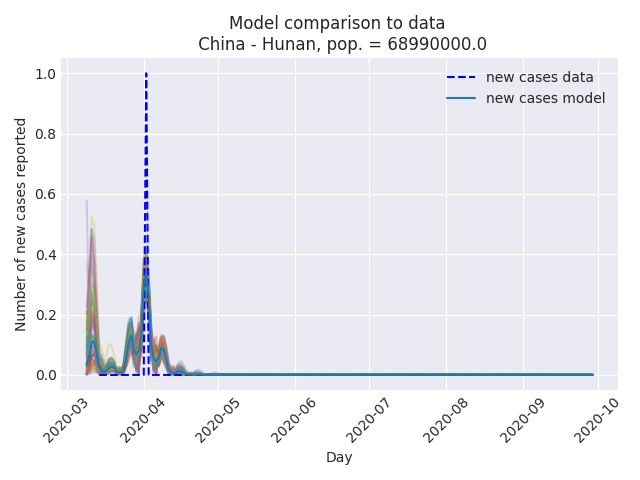 Model comparison to data
China - Hunan, pop. = 68990000.0
new cases data
new cases model
Number of new cases reported
1.0
0.8
0.6
0.4
0.2
0.0
2020-03
2020-04
2020-05
2020-06
2020-07
2020-08
2020-09
2020-10
Day